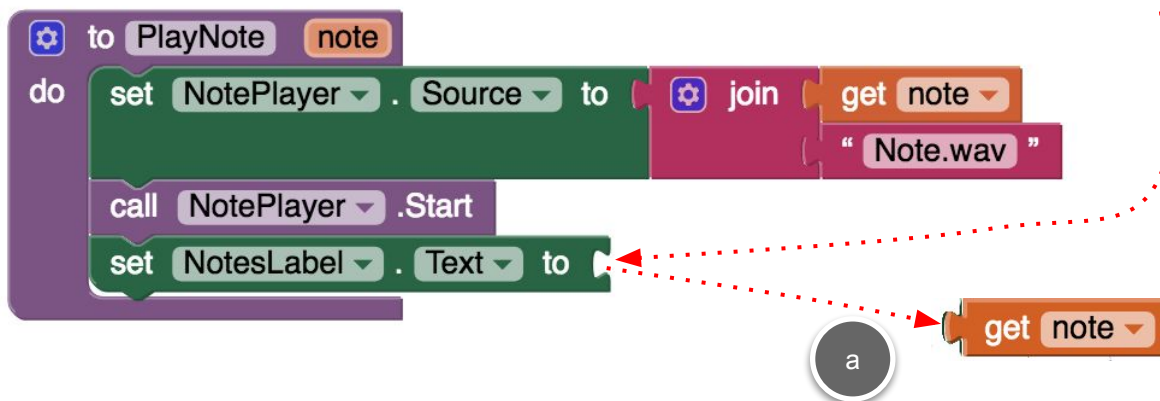 to PlayNote note
do set NotePlayer . Source to join get note
“ Note.wav ”
call NotePlayer .Start
set NotesLabel . Text to
get note
a